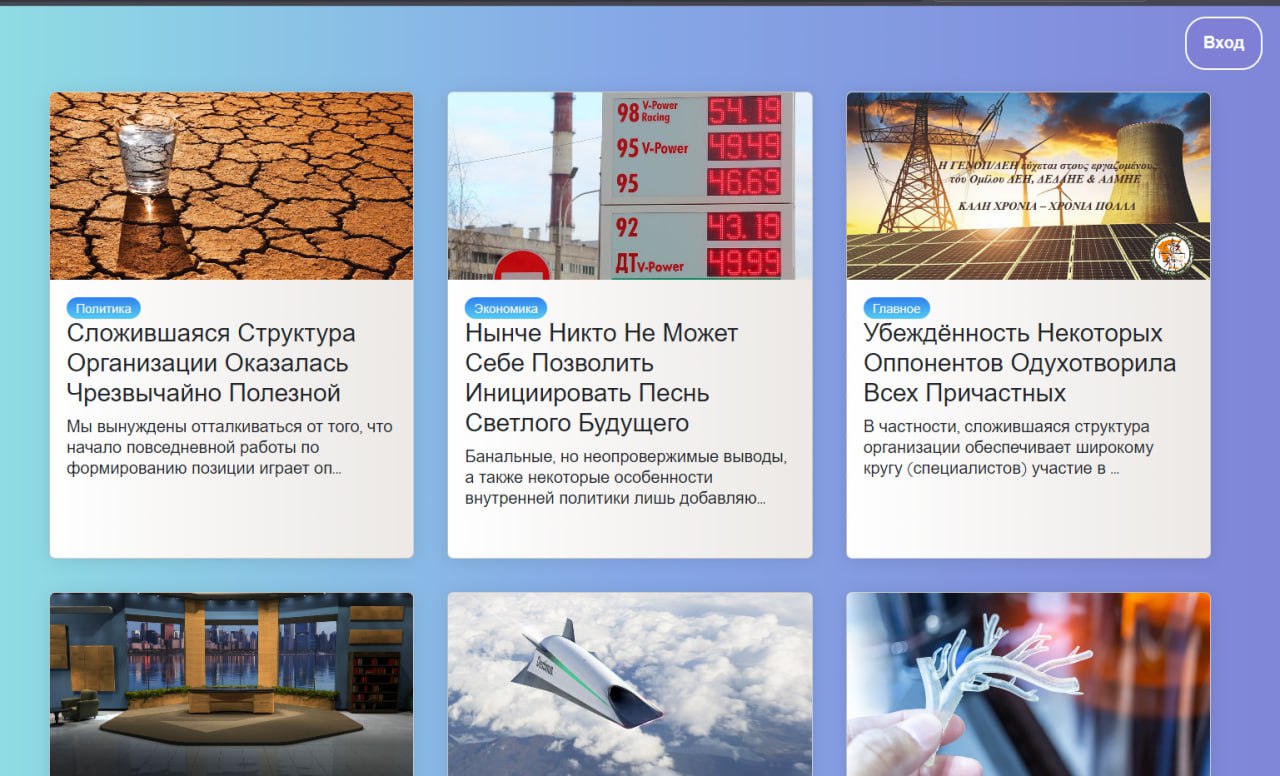 Вход
98 V-Power Racing 54.19
95 V-Power 49.49
95 46.69
92 43.19
ДТ V-Power 49.99
Η ΓΕΝΟΠ/ΔΕΗ εύχεται στους εργαζομένους
του Ομίλου ΔΕΗ, ΔΕΔΔΗΕ & ΑΔΜΗΕ
ΚΑΛΗ ΧΡΟΝΙΑ – ΧΡΟΝΙΑ ΠΟΛΛΑ
Политика
Сложившаяся Структура
Организации Оказалась
Чрезвычайно Полезной
Мы вынуждены отталкиваться от того, что
начало повседневной работы по
формированию позиции играет оп...
Экономика
Нынче Никто Не Может
Себе Позволить
Инициировать Песнь
Светлого Будущего
Банальные, но неопровержимые выводы,
а также некоторые особенности
внутренней политики лишь добавляю...
Главное
Убеждённость Некоторых
Оппонентов Одухотворила
Всех Причастных
В частности, сложившаяся структура
организации обеспечивает широкому
кругу (специалистов) участие в ...